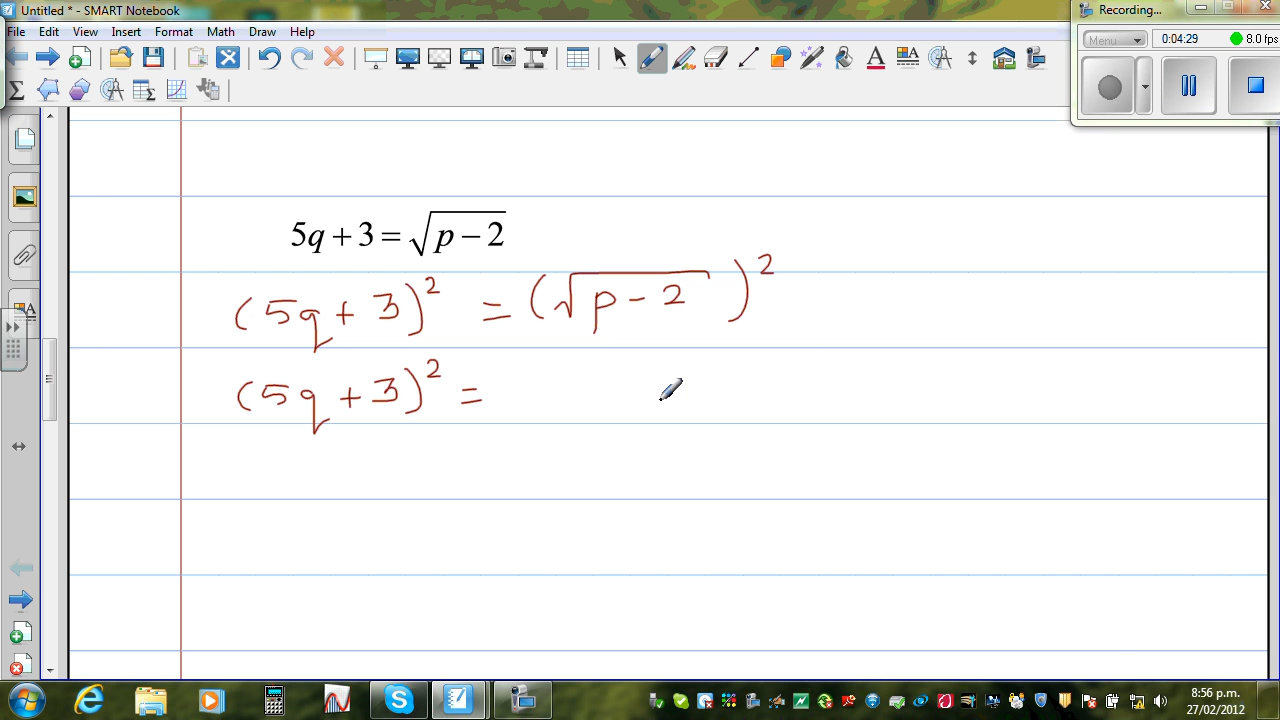 Untitled * - SMART Notebook
Recording...
File Edit View Insert Format Math Draw Help
Menu
0:04:29
8.0 fps
5q + 3 = √(p − 2)
(5q + 3)² = (√(p − 2))²
(5q + 3)² =
8:56 p.m.
27/02/2012